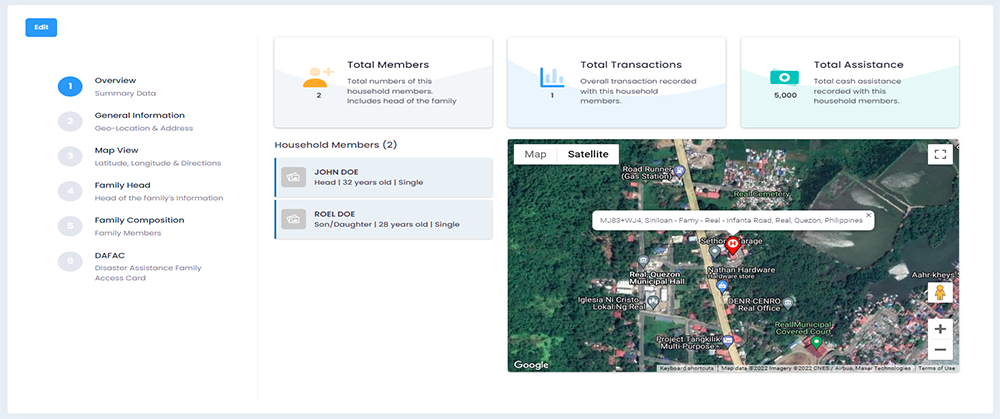 Edit
1
Overview
Summary Data
2
General Information
Geo-Location & Address
3
Map View
Latitude, Longitude & Directions
4
Family Head
Head of the family's information
5
Family Composition
Family Members
6
DAFAC
Disaster Assistance Family
Access Card
Total Members
2
Total numbers of this
household members.
Includes head of the family
Total Transactions
1
Overall transaction recorded
with this household
members.
Total Assistance
5,000
Total cash assistance
recorded with this
household members.
Household Members (2)
JOHN DOE
Head | 32 years old | Single
ROEL DOE
Son/Daughter | 28 years old | Single
Map
Satellite
Road Runner
(Gas Station)
Real Cemetery
MJ83+WJ4, Siniloan - Famy - Real - Infanta Road, Real, Quezon, Philippines
H
Real, Quezon
Municipal Hall
Nathan Hardware
Hardware store
Aahr-kheys
Iglesia Ni Cristo -
Lokal Ng Real
DENR-CENRO
Real Office
Real Municipal
Covered Court
Project Tangkilik
Multi-Purpose
Google
Keyboard shortcuts
Map data ©2022 Imagery ©2022 CNES / Airbus, Maxar Technologies
Terms of Use